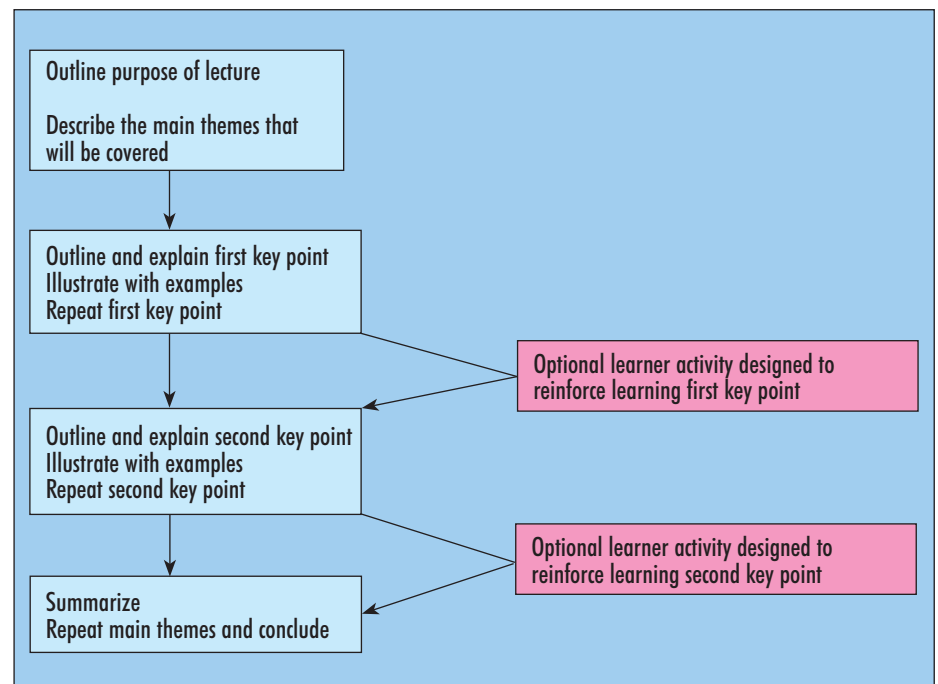 Outline purpose of lecture
Describe the main themes that
will be covered
Outline and explain first key point
Illustrate with examples
Repeat first key point
Optional learner activity designed to
reinforce learning first key point
Outline and explain second key point
Illustrate with examples
Repeat second key point
Optional learner activity designed to
reinforce learning second key point
Summarize
Repeat main themes and conclude